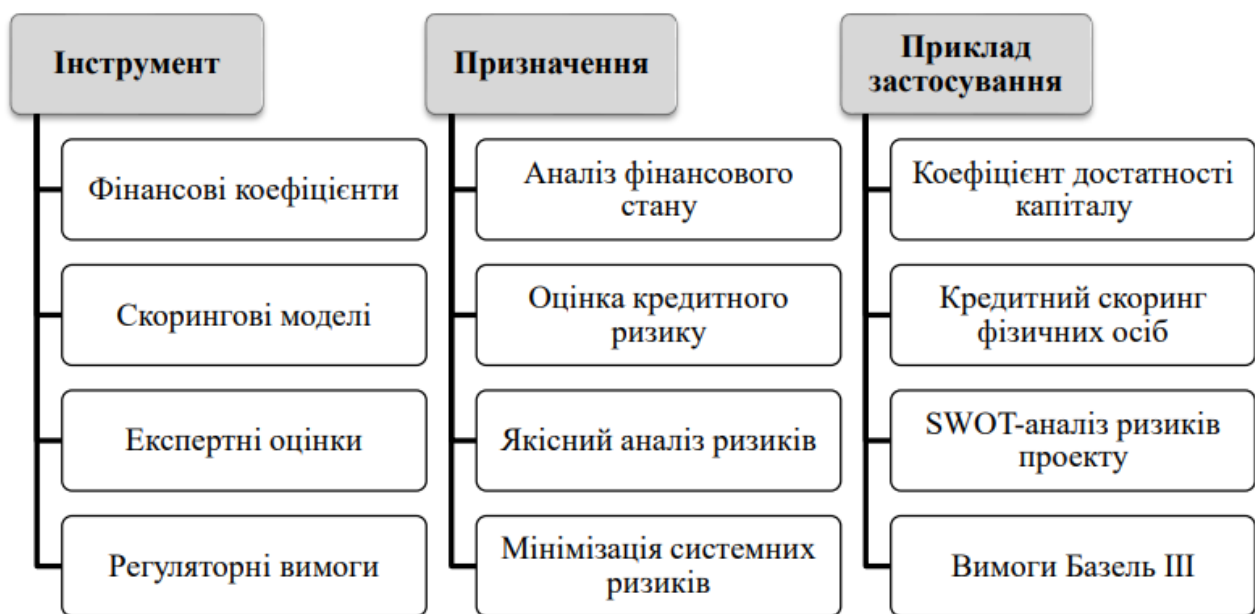 Інструмент
Фінансові коефіцієнти
Скорингові моделі
Експертні оцінки
Регуляторні вимоги
Призначення
Аналіз фінансового
стану
Оцінка кредитного
ризику
Якісний аналіз ризиків
Мінімізація системних
ризиків
Приклад
застосування
Коефіцієнт достатності
капіталу
Кредитний скоринг
фізичних осіб
SWOT-аналіз ризиків
проекту
Вимоги Базель III